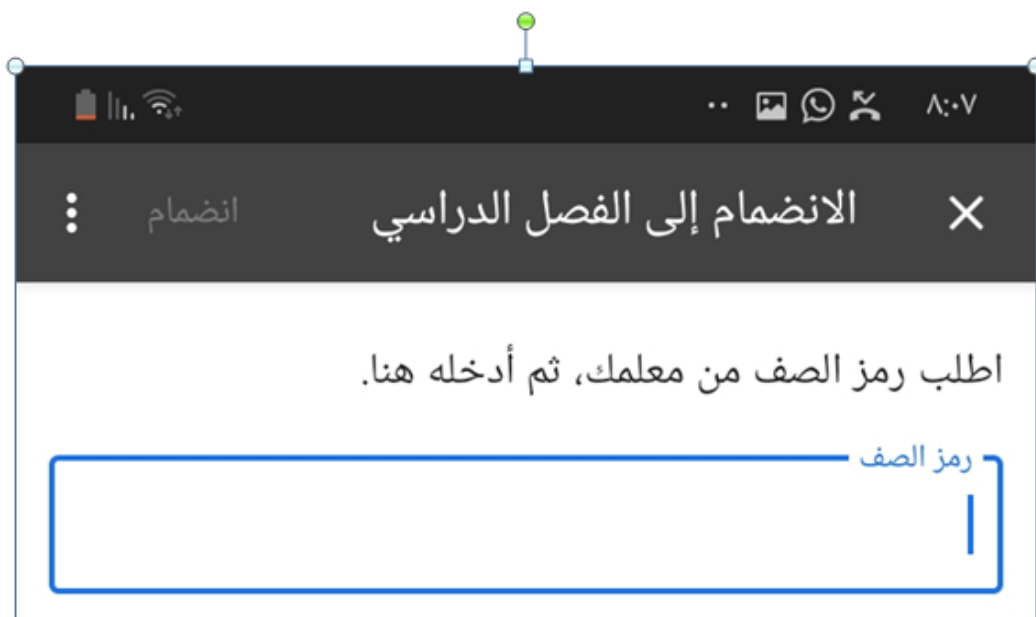 ٨:٠٧
الانضمام إلى الفصل الدراسي انضمام
اطلب رمز الصف من معلمك، ثم أدخله هنا.
رمز الصف